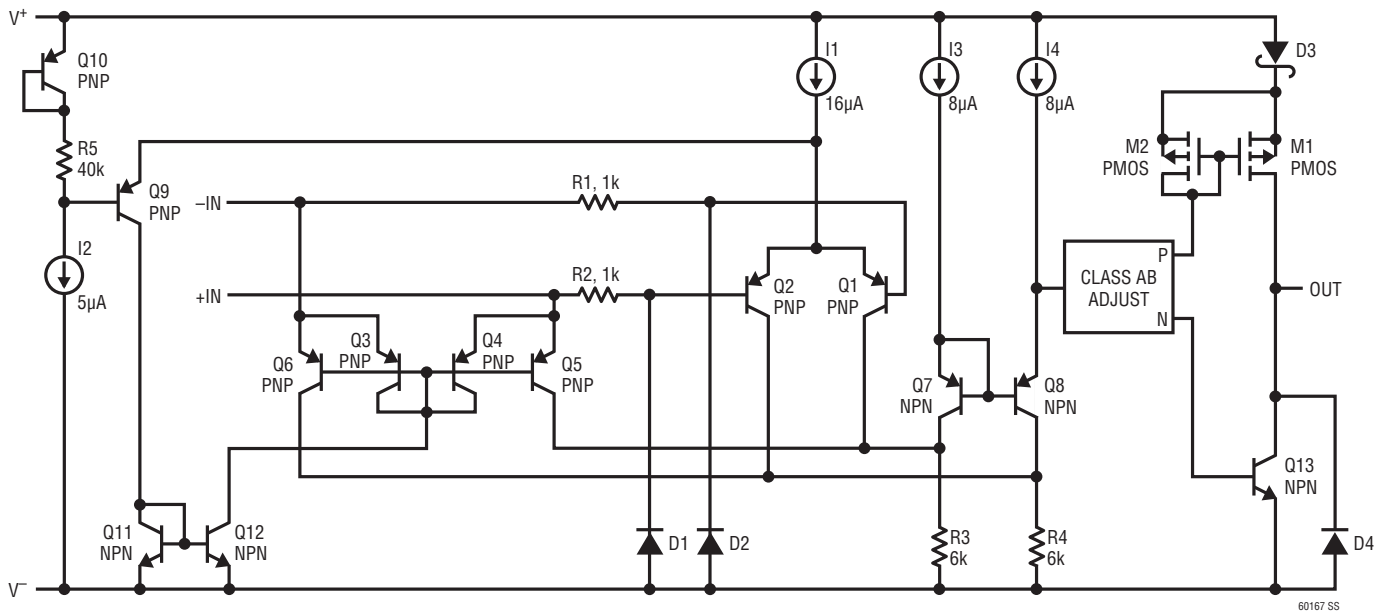 V+
Q10
PNP
R5
40k
Q9
PNP
I2
5µA
–IN
+IN
R1, 1k
R2, 1k
I1
16µA
I3
8µA
I4
8µA
D3
M2
PMOS
M1
PMOS
Q2
PNP
Q1
PNP
CLASS AB
ADJUST
P
N
OUT
Q6
PNP
Q3
PNP
Q4
PNP
Q5
PNP
Q7
NPN
Q8
NPN
Q13
NPN
Q11
NPN
Q12
NPN
D1
D2
R3
6k
R4
6k
D4
V–
60167 SS